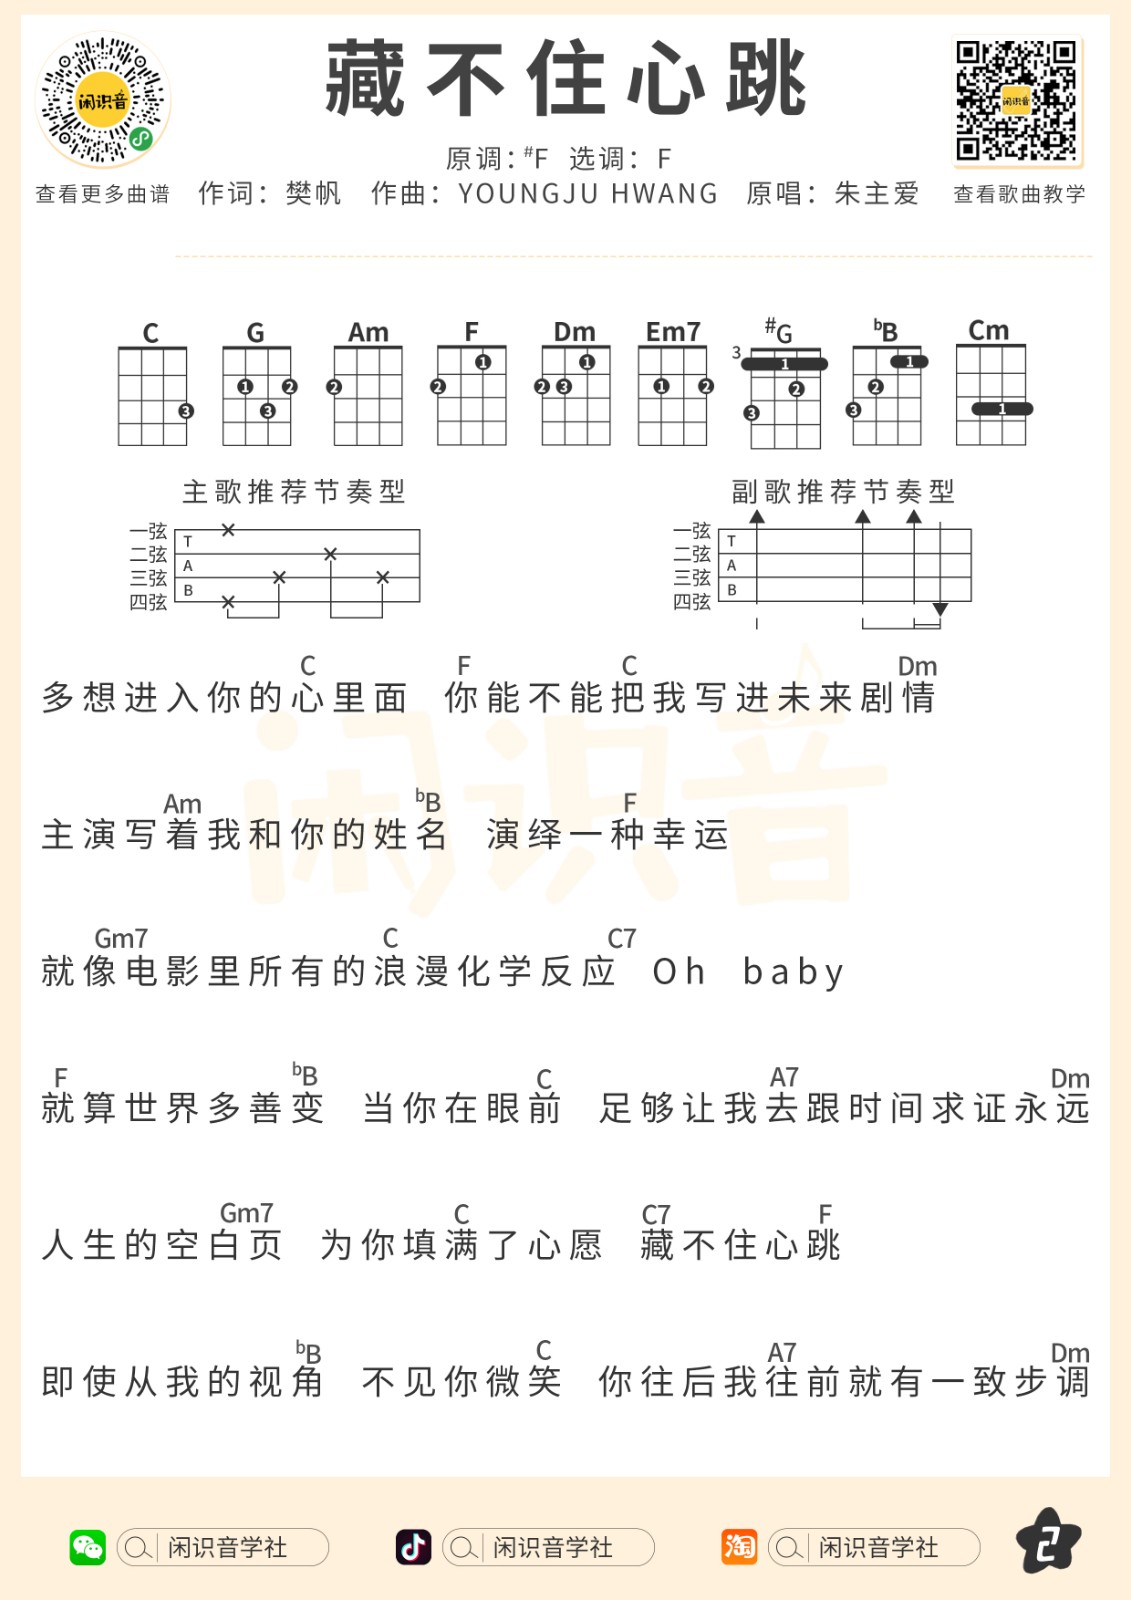 藏不住心跳
闲识音
闲识音
原调：#F 选调：F
查看更多曲谱 作词：樊帆 作曲：YOUNGJU HWANG 原唱：朱主爱 查看歌曲教学
C G Am F Dm Em7 #G bB Cm
3
1 1 1 1 1 1 1
2 2 2 2 2 2 2
3 3 3 3 3 1
主歌推荐节奏型 副歌推荐节奏型
一弦 T 一弦 T
二弦 A 二弦 A
三弦 B 三弦 B
四弦 四弦
C F C Dm
多想进入你的心里面 你能不能把我写进未来剧情
闲识音
Am bB F
主演写着我和你的姓名 演绎一种幸运
Gm7 C C7
就像电影里所有的浪漫化学反应 Oh baby
F bB C A7 Dm
就算世界多善变 当你在眼前 足够让我去跟时间求证永远
Gm7 C C7 F
人生的空白页 为你填满了心愿 藏不住心跳
bB C A7 Dm
即使从我的视角 不见你微笑 你往后我往前就有一致步调
闲识音学社 闲识音学社 淘 闲识音学社 2